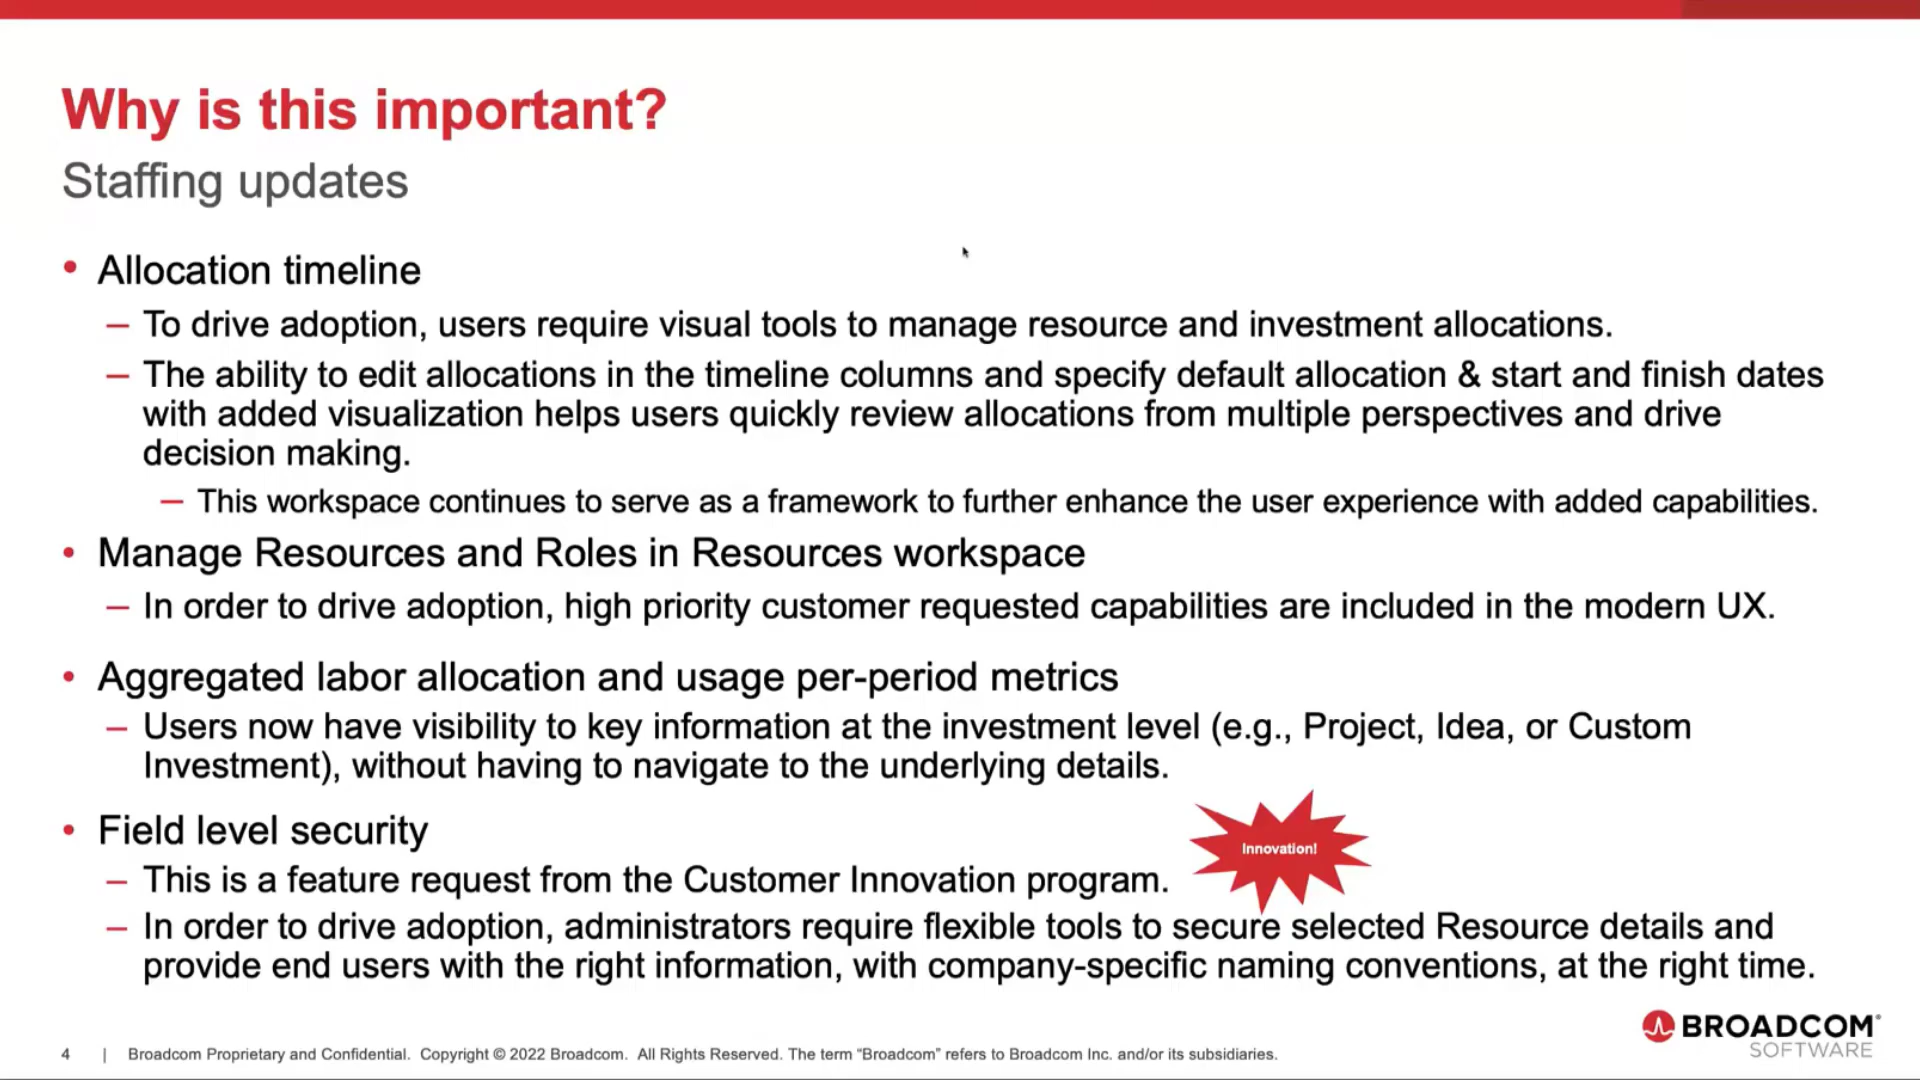 Why is this important?
Staffing updates
• Allocation timeline
– To drive adoption, users require visual tools to manage resource and investment allocations.
– The ability to edit allocations in the timeline columns and specify default allocation & start and finish dates
with added visualization helps users quickly review allocations from multiple perspectives and drive
decision making.
– This workspace continues to serve as a framework to further enhance the user experience with added capabilities.
• Manage Resources and Roles in Resources workspace
– In order to drive adoption, high priority customer requested capabilities are included in the modern UX.
• Aggregated labor allocation and usage per-period metrics
– Users now have visibility to key information at the investment level (e.g., Project, Idea, or Custom
Investment), without having to navigate to the underlying details.
• Field level security
Innovation!
– This is a feature request from the Customer Innovation program.
– In order to drive adoption, administrators require flexible tools to secure selected Resource details and
provide end users with the right information, with company-specific naming conventions, at the right time.
BROADCOM®
SOFTWARE
4 | Broadcom Proprietary and Confidential. Copyright © 2022 Broadcom. All Rights Reserved. The term “Broadcom” refers to Broadcom Inc. and/or its subsidiaries.